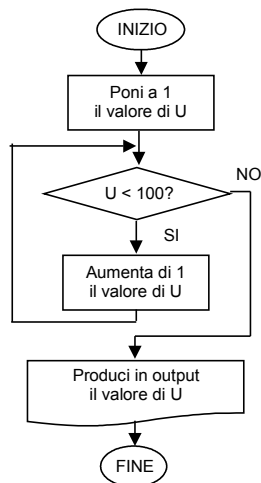 INIZIO
Poni a 1
il valore di U
U < 100?
NO
SI
Aumenta di 1
il valore di U
Produci in output
il valore di U
FINE